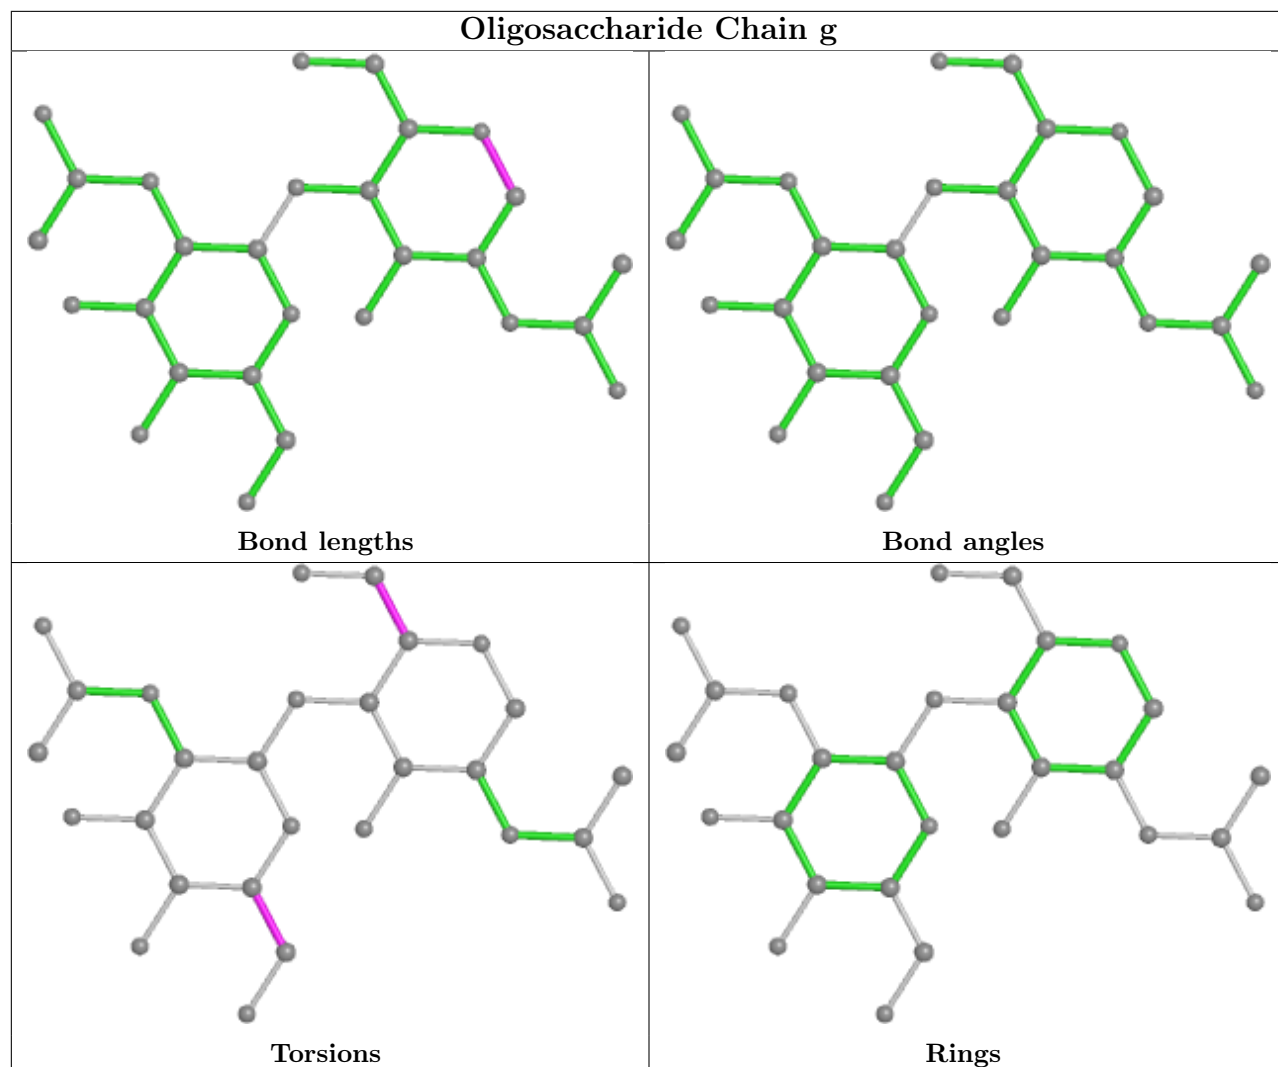 Oligosaccharide Chain g
Bond lengths
Bond angles
Torsions
Rings